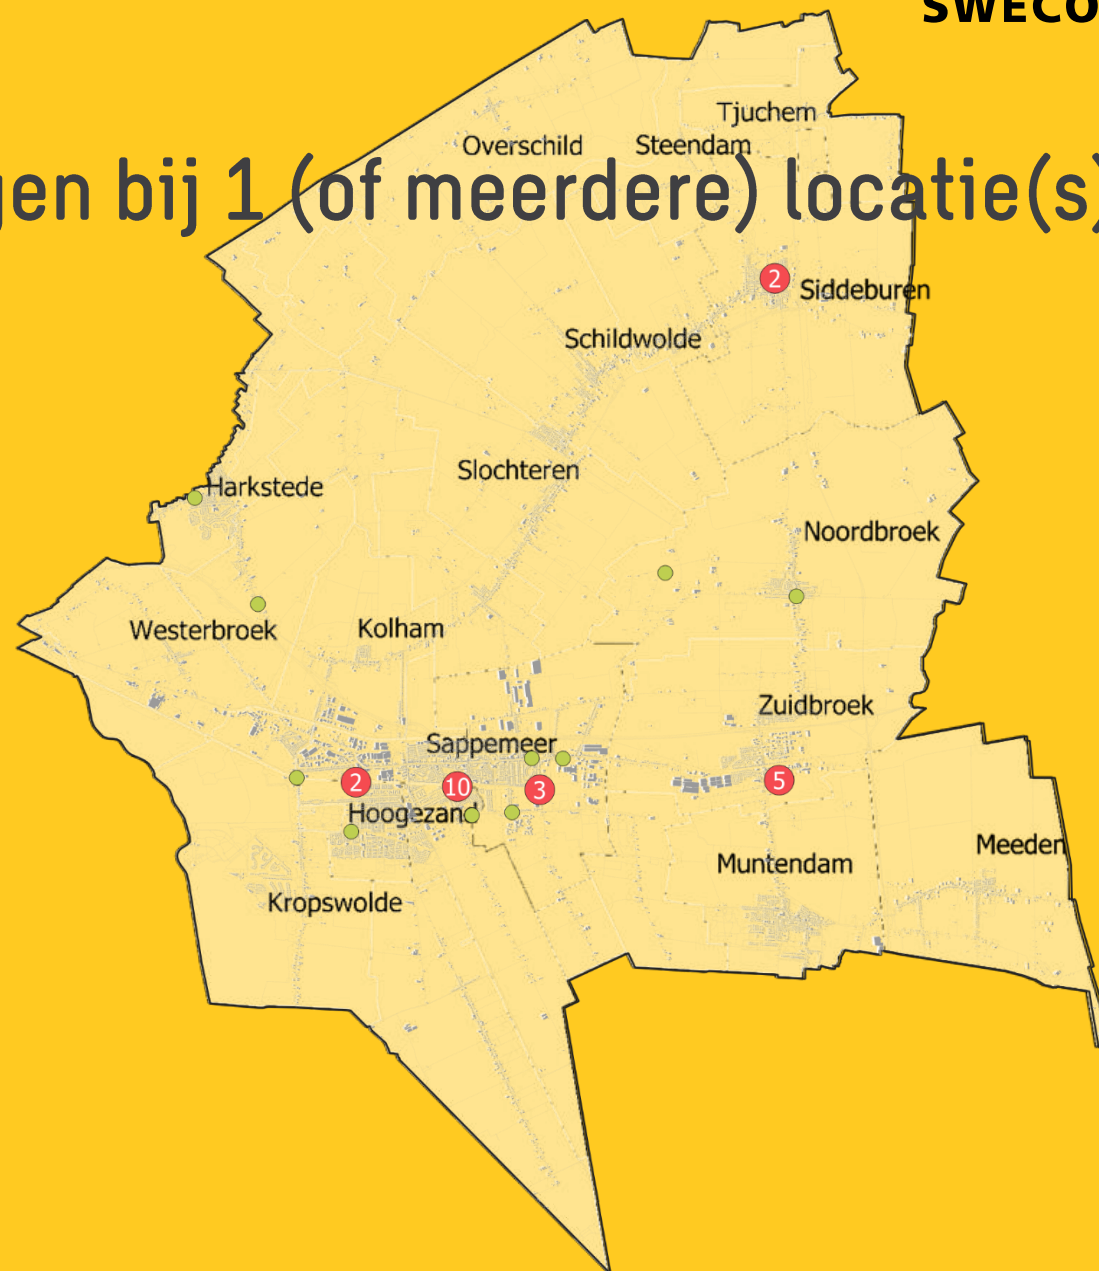 SWECO
Tjuchem
Overschild
Steendam
gen bij 1 (of meerdere) locatie(s)
2
Siddeburen
Schildwolde
Slochteren
Harkstede
Noordbroek
Westerbroek
Kolham
Zuidbroek
Sappemeer
2
10
3
5
Hoogezand
Meeden
Muntendam
Kropswolde